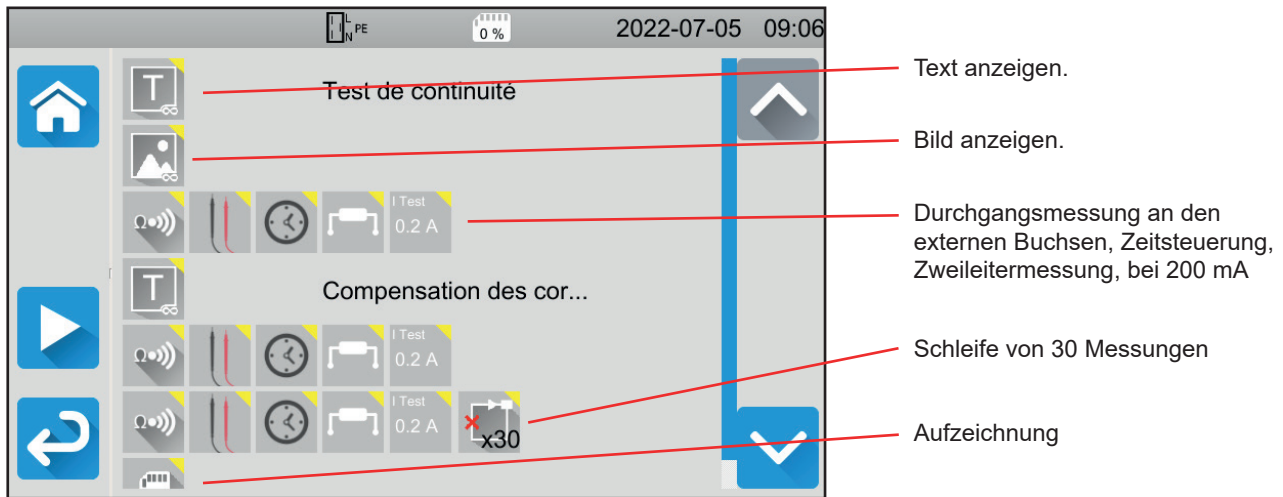 L
N PE
0 %
2022-07-05 09:06
T
Test de continuité
Text anzeigen.
Bild anzeigen.
Ω
I Test
0.2 A
Durchgangsmessung an den
externen Buchsen, Zeitsteuerung,
Zweileitermessung, bei 200 mA
T
Compensation des cor...
Ω
I Test
0.2 A
Ω
I Test
0.2 A
x30
Schleife von 30 Messungen
Aufzeichnung